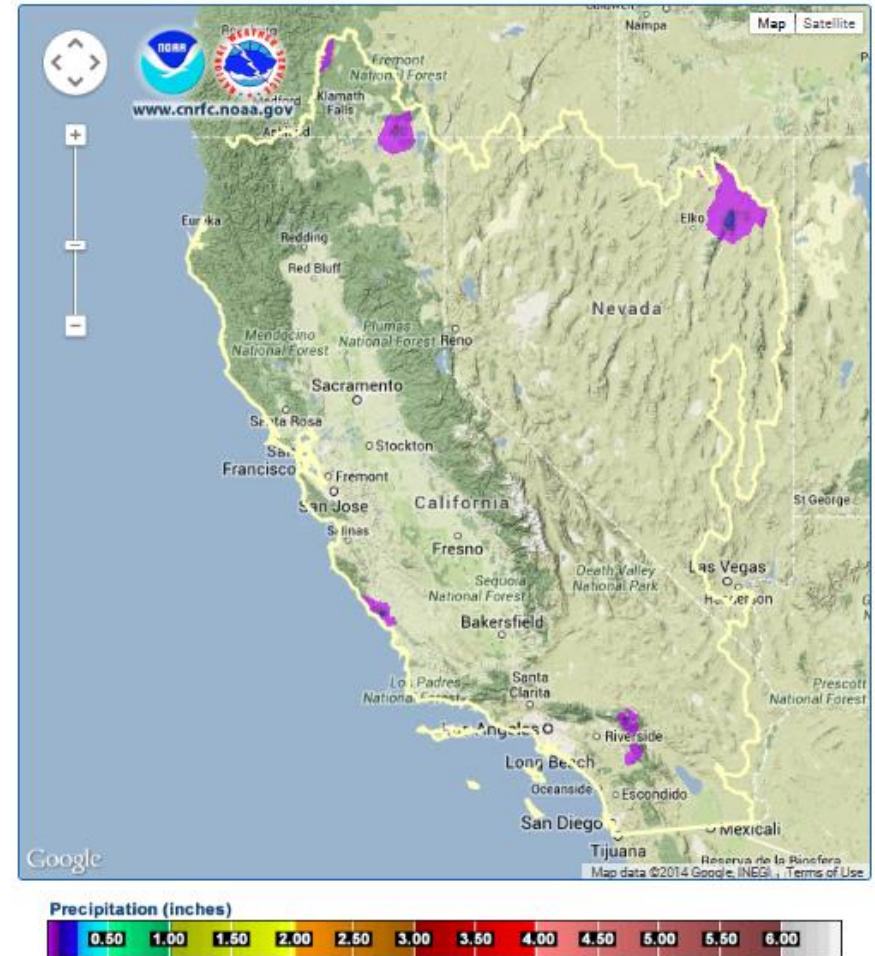 Nampa
Map Satellite
NOAA
NATIONAL WEATHER SERVICE
www.cnrfc.noaa.gov
Fremont
National Forest
Medford
Klamath
Falls
Ashland
Eureka
Redding
Red Bluff
Elko
Nevada
Mendocino
National Forest
Plumas
National Forest
Reno
Sacramento
Santa Rosa
Stockton
San
Francisco
Fremont
San Jose
California
Salinas
Fresno
St George
Las Vegas
Henderson
Death Valley
National Park
Sequoia
National Forest
Bakersfield
Los Padres
National Forest
Santa
Clarita
Prescott
National Forest
Los Angeles
Riverside
Long Beach
Oceanside
Escondido
San Diego
Mexicali
Tijuana
Reserva de la Biosfera
Google
Map data ©2014 Google, INEGI Terms of Use
Precipitation (inches)
0.50 1.00 1.50 2.00 2.50 3.00 3.50 4.00 4.50 5.00 5.50 6.00